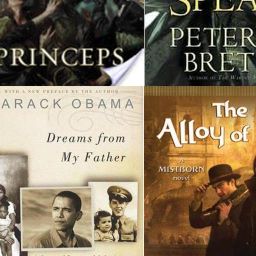 PRINCEPS
SPEA
PETER
BRET
AUTHOR OF THE W
WITH A NEW PREFACE BY THE AUTHOR
ARACK OBAMA
Dreams from
My Father
The
Alloy of
A
MISTBORN
novel